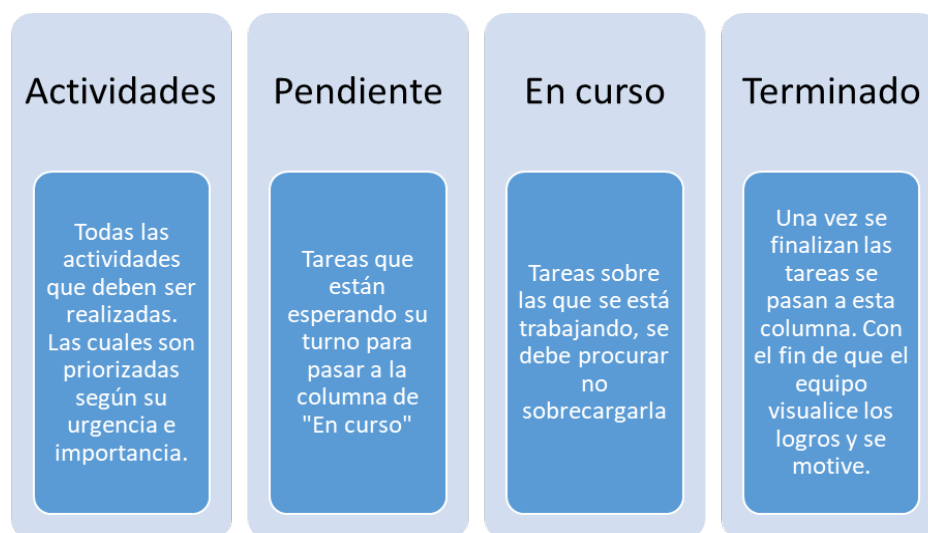 Actividades
Todas las
actividades
que deben ser
realizadas.
Las cuales son
priorizadas
según su
urgencia e
importancia.
Pendiente
Tareas que
están
esperando su
turno para
pasar a la
columna de
"En curso"
En curso
Tareas sobre
las que se está
trabajando, se
debe procurar
no
sobrecargarla
Terminado
Una vez se
finalizan las
tareas se
pasan a esta
columna. Con
el fin de que el
equipo
visualice los
logros y se
motive.